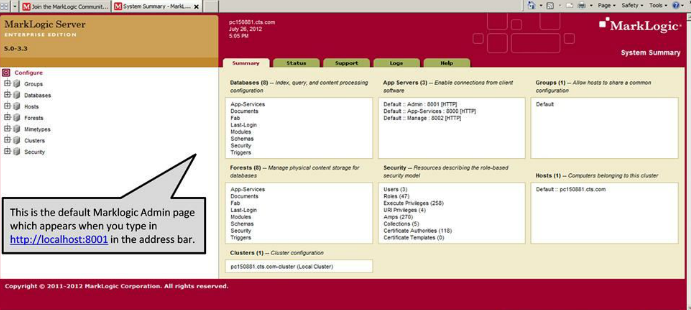 Join the MarkLogic Communit...
System Summary - MarkL...
Page
Safety
Tools
MarkLogic Server
ENTERPRISE EDITION
5.0-3.3
pc150881.cts.com
July 26, 2012
5:05 PM
MarkLogic
System Summary
Summary Status Support Logs Help
Configure
Groups
Databases
Hosts
Forests
Mimetypes
Clusters
Security
This is the default Marklogic Admin page
which appears when you type in
http://localhost:8001 in the address bar.
Databases (8) -- Index, query, and content processing
configuration
App-Services
Documents
Fab
Last-Login
Modules
Schemas
Security
Triggers
App Servers (3) -- Enable connections from client
software
Default :: Admin : 8001 [HTTP]
Default :: App-Services : 8000 [HTTP]
Default :: Manage : 8002 [HTTP]
Groups (1) -- Allow hosts to share a common
configuration
Default
Forests (8) -- Manage physical content storage for
databases
App-Services
Documents
Fab
Last-Login
Modules
Schemas
Security
Triggers
Security -- Resources describing the role-based
security model
Users (3)
Roles (47)
Execute Privileges (258)
URI Privileges (4)
Amps (278)
Collections (5)
Certificate Authorities (118)
Certificate Templates (0)
Hosts (1) -- Computers belonging to this cluster
Default :: pc150881.cts.com
Clusters (1) -- Cluster configuration
pc150881.cts.com-cluster (Local Cluster)
Copyright © 2011-2012 MarkLogic Corporation. All rights reserved.